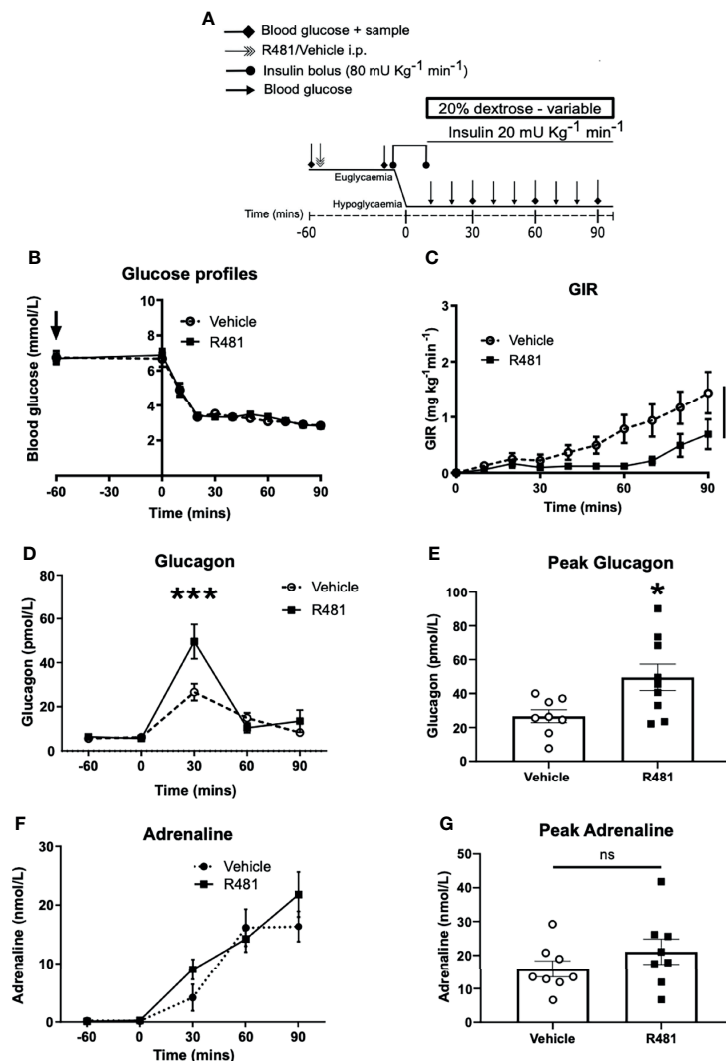 A
Blood glucose + sample
R481/Vehicle i.p.
Insulin bolus (80 mU Kg⁻¹ min⁻¹)
Blood glucose
20% dextrose - variable
Insulin 20 mU Kg⁻¹ min⁻¹
Euglycaemia
Hypoglycaemia
Time (mins)
-60 0 30 60 90
B
Glucose profiles
Blood glucose (mmol/L)
10
8
6
4
2
Vehicle
R481
-60 -30 0 30 60 90
Time (mins)
C
GIR
GIR (mg kg⁻¹min⁻¹)
3
2
1
0
Vehicle
R481
0 30 60 90
Time (mins)
D
Glucagon
Glucagon (pmol/L)
80
60
40
20
0
***
Vehicle
R481
-60 0 30 60 90
Time (mins)
E
Peak Glucagon
Glucagon (pmol/L)
100
80
60
40
20
0
*
Vehicle R481
F
Adrenaline
Adrenaline (nmol/L)
30
20
10
0
Vehicle
R481
-60 0 30 60 90
Time (mins)
G
Peak Adrenaline
Adrenaline (nmol/L)
50
40
30
20
10
0
ns
Vehicle R481